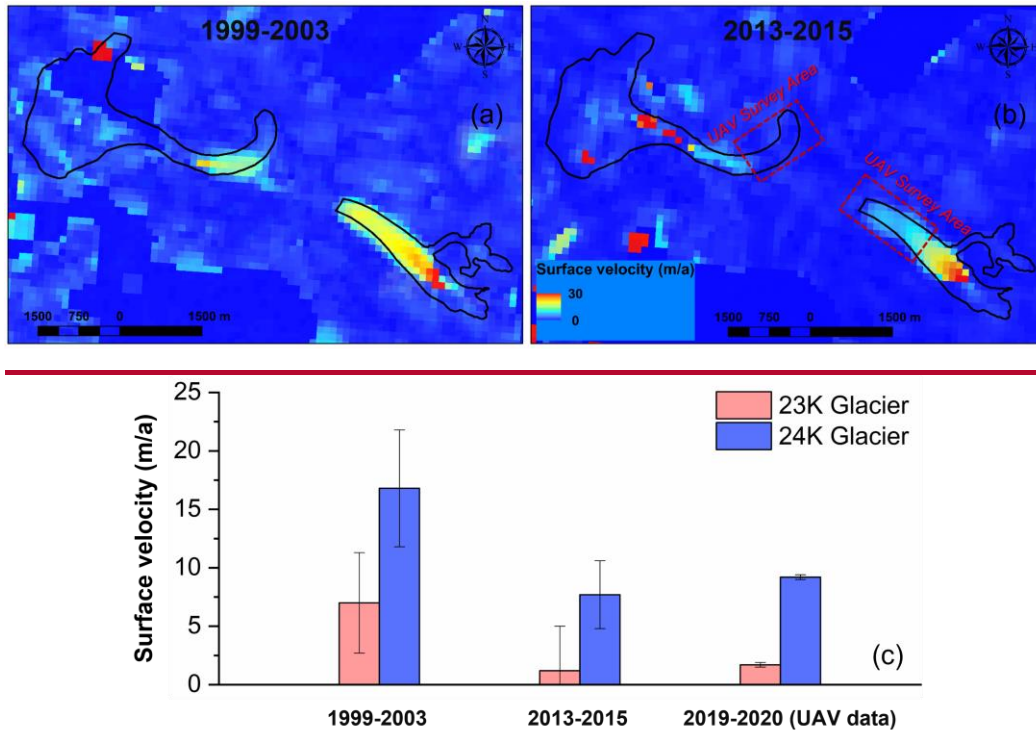 1999-2003
N
W E
S
(a)
1500 750 0 1500 m
2013-2015
N
W E
S
UAV Survey Area
(b)
UAV Survey Area
Surface velocity (m/a)
30
0
1500 750 0 1500 m
25
20
15
10
5
0
Surface velocity (m/a)
23K Glacier
24K Glacier
(c)
1999-2003
2013-2015
2019-2020 (UAV data)